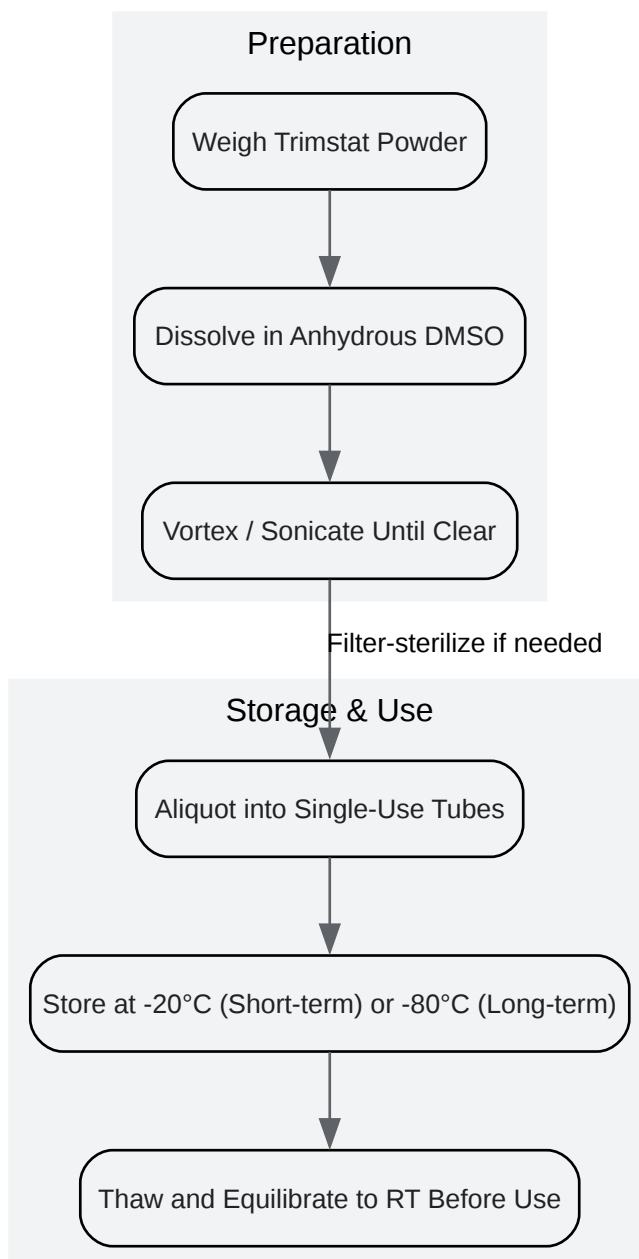 Preparation
Weigh Trimstat Powder
Dissolve in Anhydrous DMSO
Vortex / Sonicate Until Clear
Filter-sterilize if needed
Storage & Use
Aliquot into Single-Use Tubes
Store at -20°C (Short-term) or -80°C (Long-term)
Thaw and Equilibrate to RT Before Use